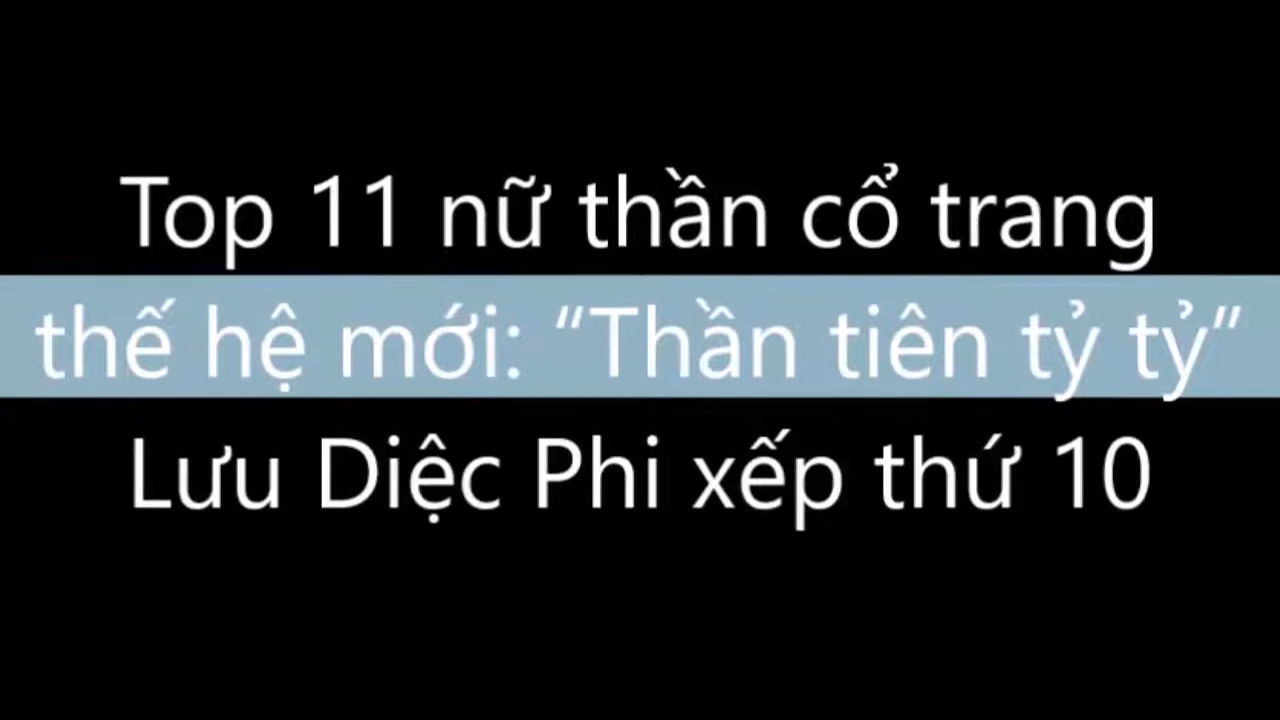 Top 11 nữ thần cổ trang
thế hệ mới: “Thần tiên tỷ tỷ”
Lưu Diệc Phi xếp thứ 10